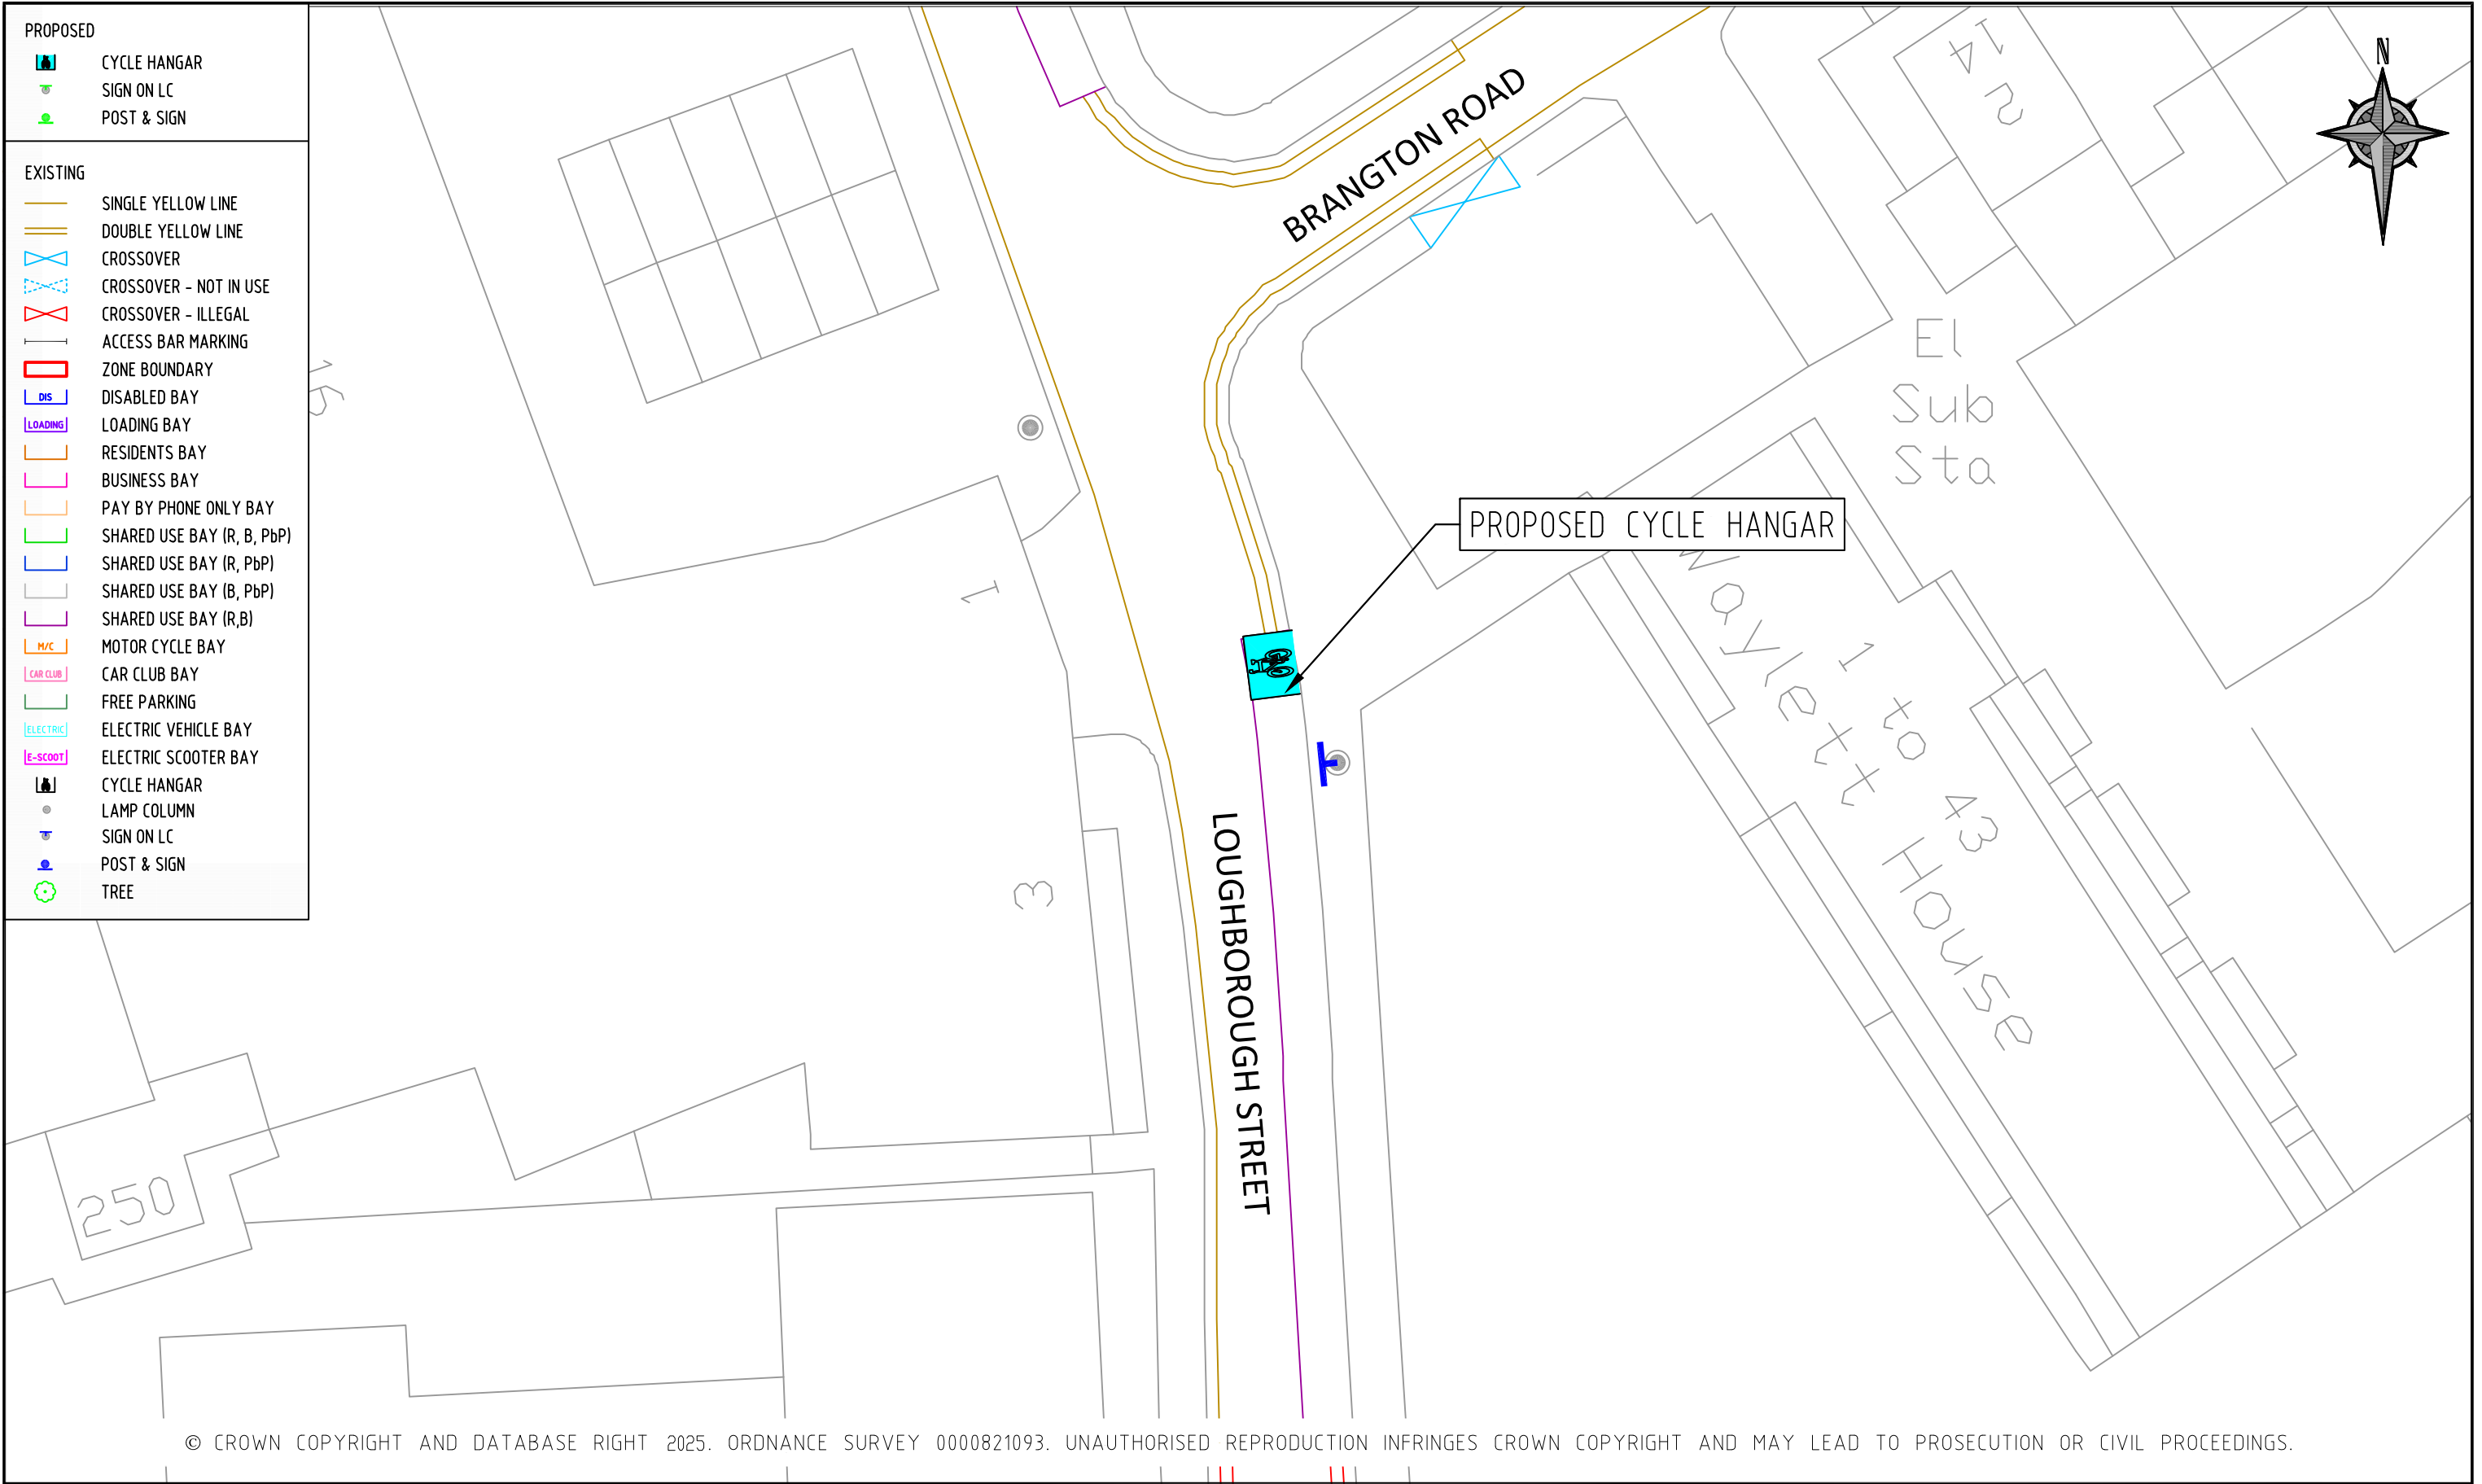 PROPOSED
CYCLE HANGAR
SIGN ON LC
POST & SIGN
EXISTING
SINGLE YELLOW LINE
DOUBLE YELLOW LINE
CROSSOVER
CROSSOVER - NOT IN USE
CROSSOVER - ILLEGAL
ACCESS BAR MARKING
ZONE BOUNDARY
DIS DISABLED BAY
LOADING LOADING BAY
RESIDENTS BAY
BUSINESS BAY
PAY BY PHONE ONLY BAY
SHARED USE BAY (R, B, PbP)
SHARED USE BAY (R, PbP)
SHARED USE BAY (B, PbP)
SHARED USE BAY (R,B)
M/C MOTOR CYCLE BAY
CAR CLUB CAR CLUB BAY
FREE PARKING
ELECTRIC ELECTRIC VEHICLE BAY
E-SCOOT ELECTRIC SCOOTER BAY
CYCLE HANGAR
LAMP COLUMN
SIGN ON LC
POST & SIGN
TREE
N
BRANGTON ROAD
El
Sub
Sta
PROPOSED CYCLE HANGAR
1 to 43
Waylett House
1
3
LOUGHBOROUGH STREET
250
© CROWN COPYRIGHT AND DATABASE RIGHT 2025. ORDNANCE SURVEY 0000821093. UNAUTHORISED REPRODUCTION INFRINGES CROWN COPYRIGHT AND MAY LEAD TO PROSECUTION OR CIVIL PROCEEDINGS.